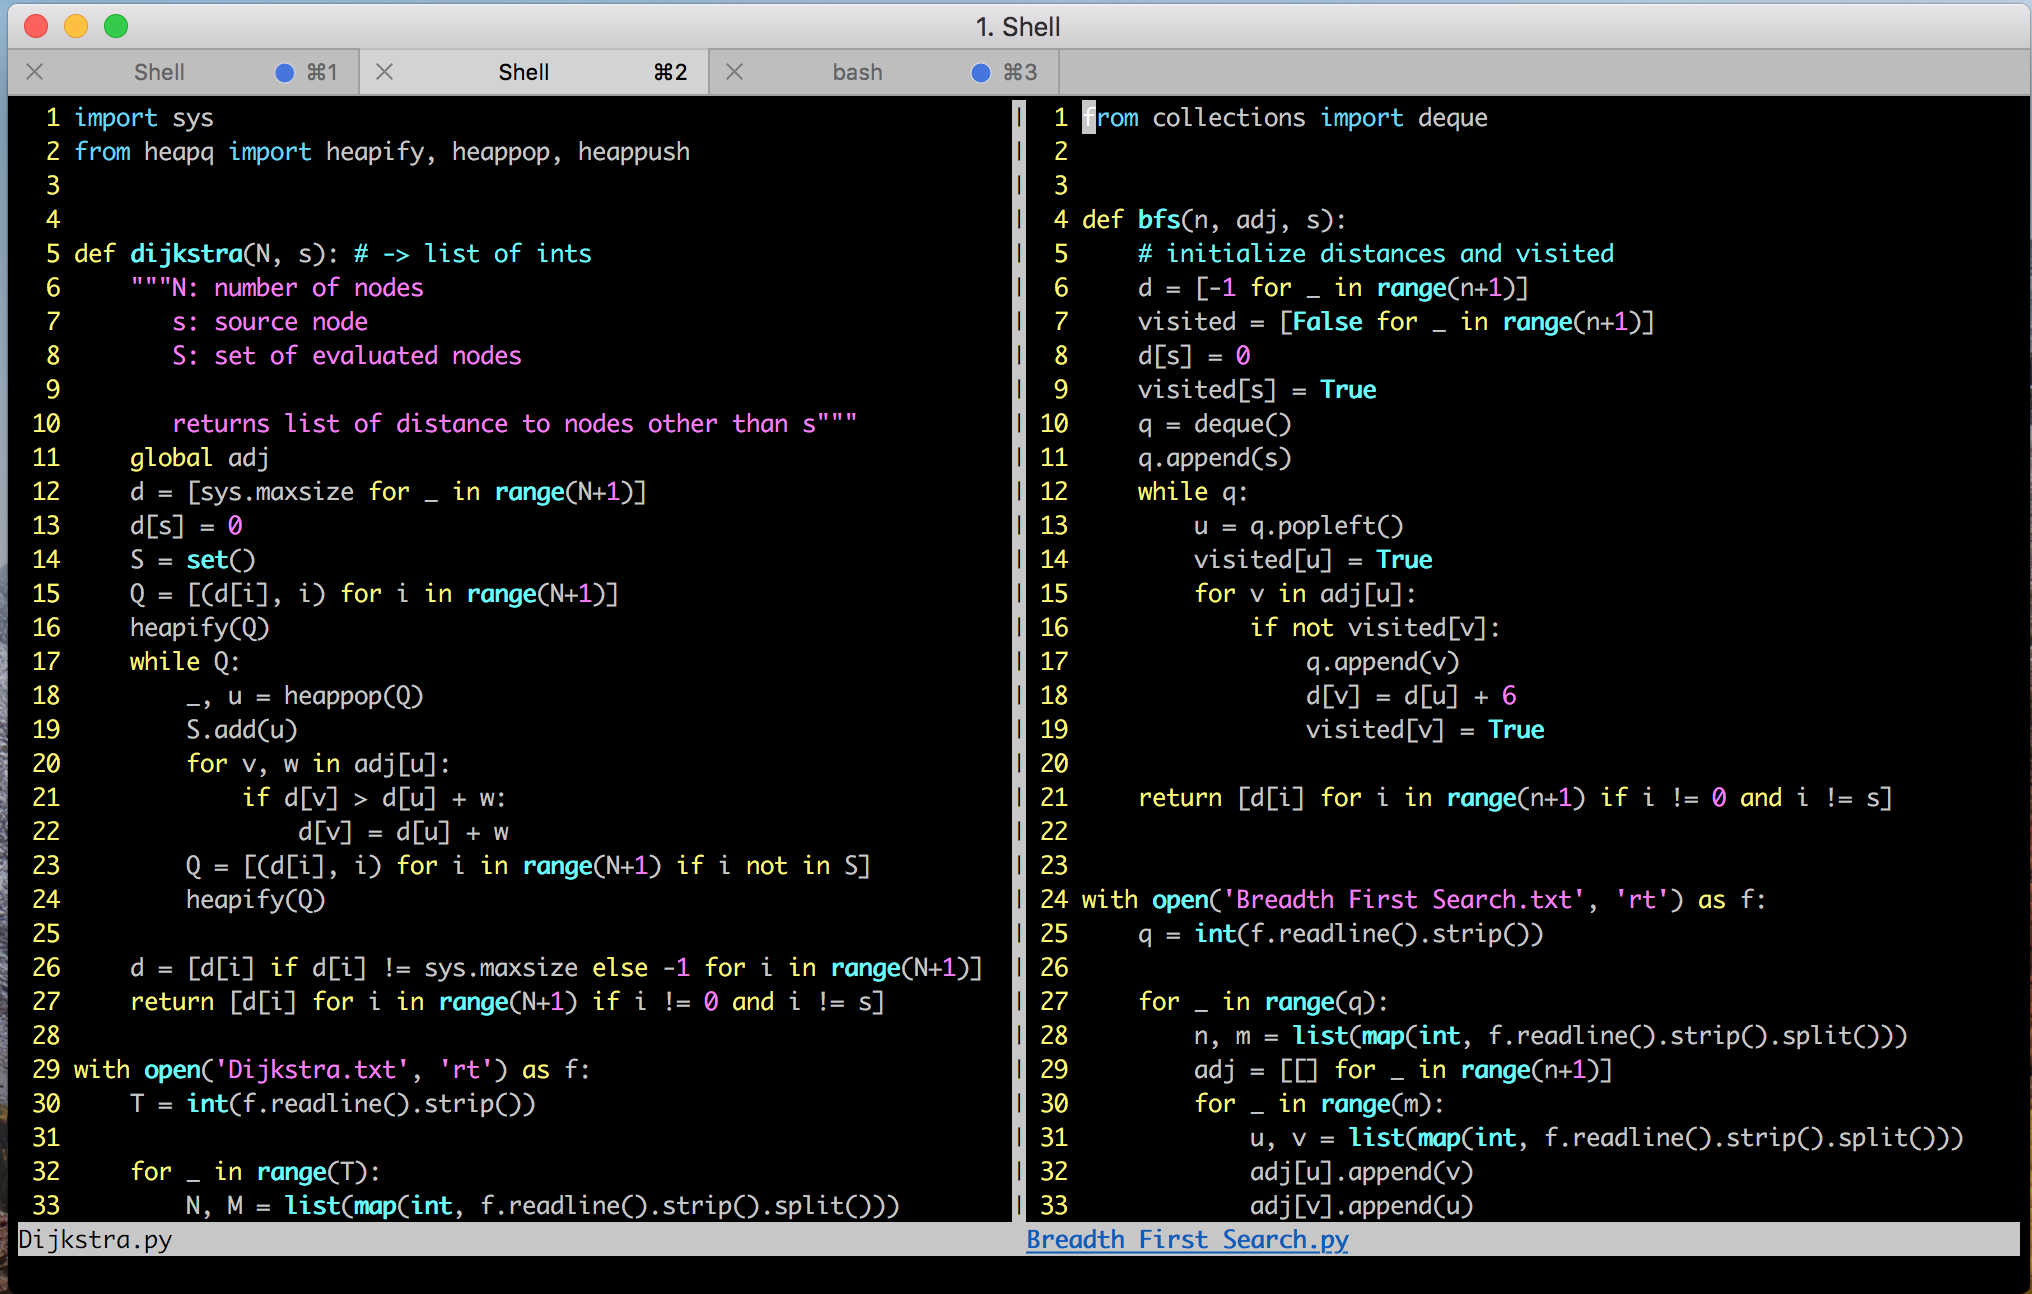 1. Shell
Shell ⌘1 Shell ⌘2 bash ⌘3
1 import sys
2 from heapq import heapify, heappop, heappush
3
4
5 def dijkstra(N, s): # -> list of ints
6     """N: number of nodes
7        s: source node
8        S: set of evaluated nodes
9
10        returns list of distance to nodes other than s"""
11     global adj
12     d = [sys.maxsize for _ in range(N+1)]
13     d[s] = 0
14     S = set()
15     Q = [(d[i], i) for i in range(N+1)]
16     heapify(Q)
17     while Q:
18         _, u = heappop(Q)
19         S.add(u)
20         for v, w in adj[u]:
21             if d[v] > d[u] + w:
22                 d[v] = d[u] + w
23         Q = [(d[i], i) for i in range(N+1) if i not in S]
24         heapify(Q)
25
26     d = [d[i] if d[i] != sys.maxsize else -1 for i in range(N+1)]
27     return [d[i] for i in range(N+1) if i != 0 and i != s]
28
29 with open('Dijkstra.txt', 'rt') as f:
30     T = int(f.readline().strip())
31
32     for _ in range(T):
33         N, M = list(map(int, f.readline().strip().split()))
Dijkstra.py
1 from collections import deque
2
3
4 def bfs(n, adj, s):
5     # initialize distances and visited
6     d = [-1 for _ in range(n+1)]
7     visited = [False for _ in range(n+1)]
8     d[s] = 0
9     visited[s] = True
10     q = deque()
11     q.append(s)
12     while q:
13         u = q.popleft()
14         visited[u] = True
15         for v in adj[u]:
16             if not visited[v]:
17                 q.append(v)
18                 d[v] = d[u] + 6
19                 visited[v] = True
20
21     return [d[i] for i in range(n+1) if i != 0 and i != s]
22
23
24 with open('Breadth First Search.txt', 'rt') as f:
25     q = int(f.readline().strip())
26
27     for _ in range(q):
28         n, m = list(map(int, f.readline().strip().split()))
29         adj = [[] for _ in range(n+1)]
30         for _ in range(m):
31             u, v = list(map(int, f.readline().strip().split()))
32             adj[u].append(v)
33             adj[v].append(u)
Breadth First Search.py